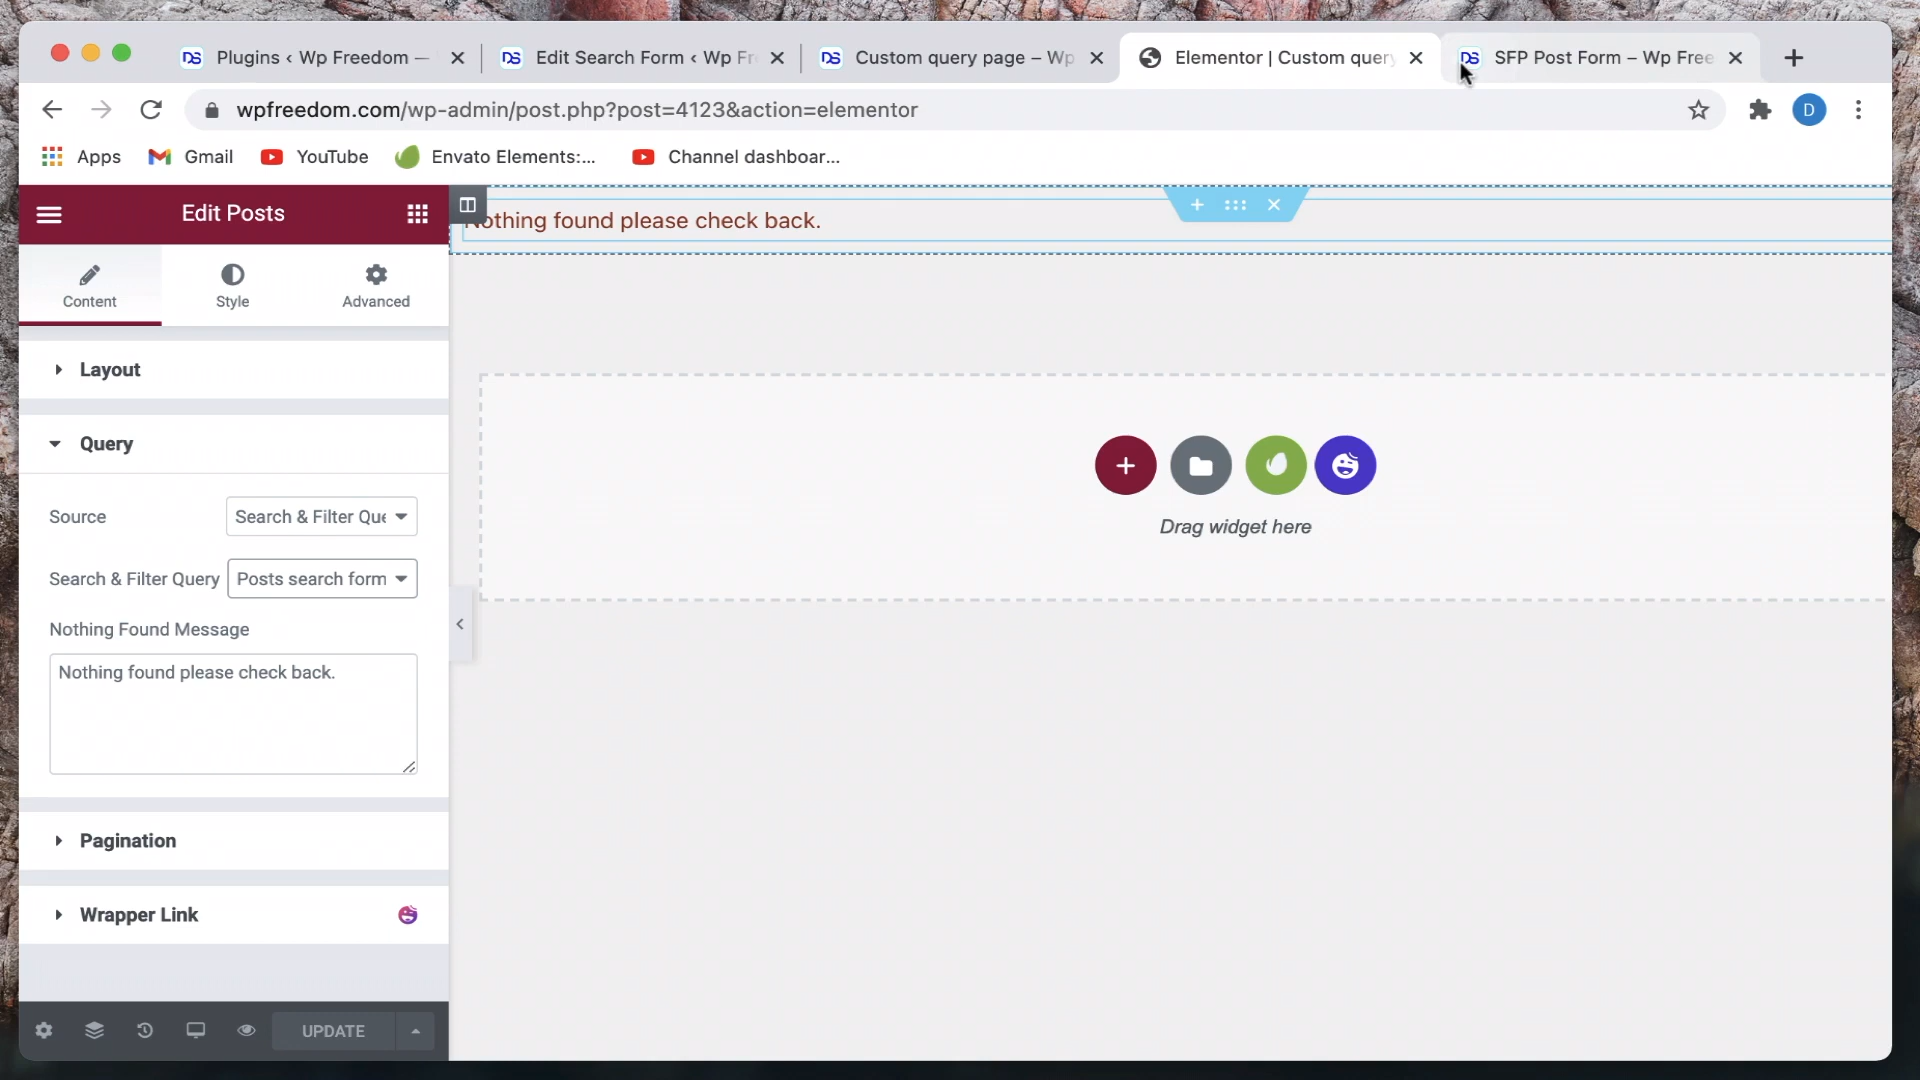 Plugins ‹ Wp Freedom —
Edit Search Form ‹ Wp Fr
Custom query page – Wp
Elementor | Custom query
SFP Post Form – Wp Free
wpfreedom.com/wp-admin/post.php?post=4123&action=elementor
D
Apps
Gmail
YouTube
Envato Elements:...
Channel dashboar...
Edit Posts
Nothing found please check back.
Content
Style
Advanced
Layout
Query
Source
Search & Filter Que
Search & Filter Query
Posts search form
Nothing Found Message
Nothing found please check back.
Drag widget here
Pagination
Wrapper Link
UPDATE